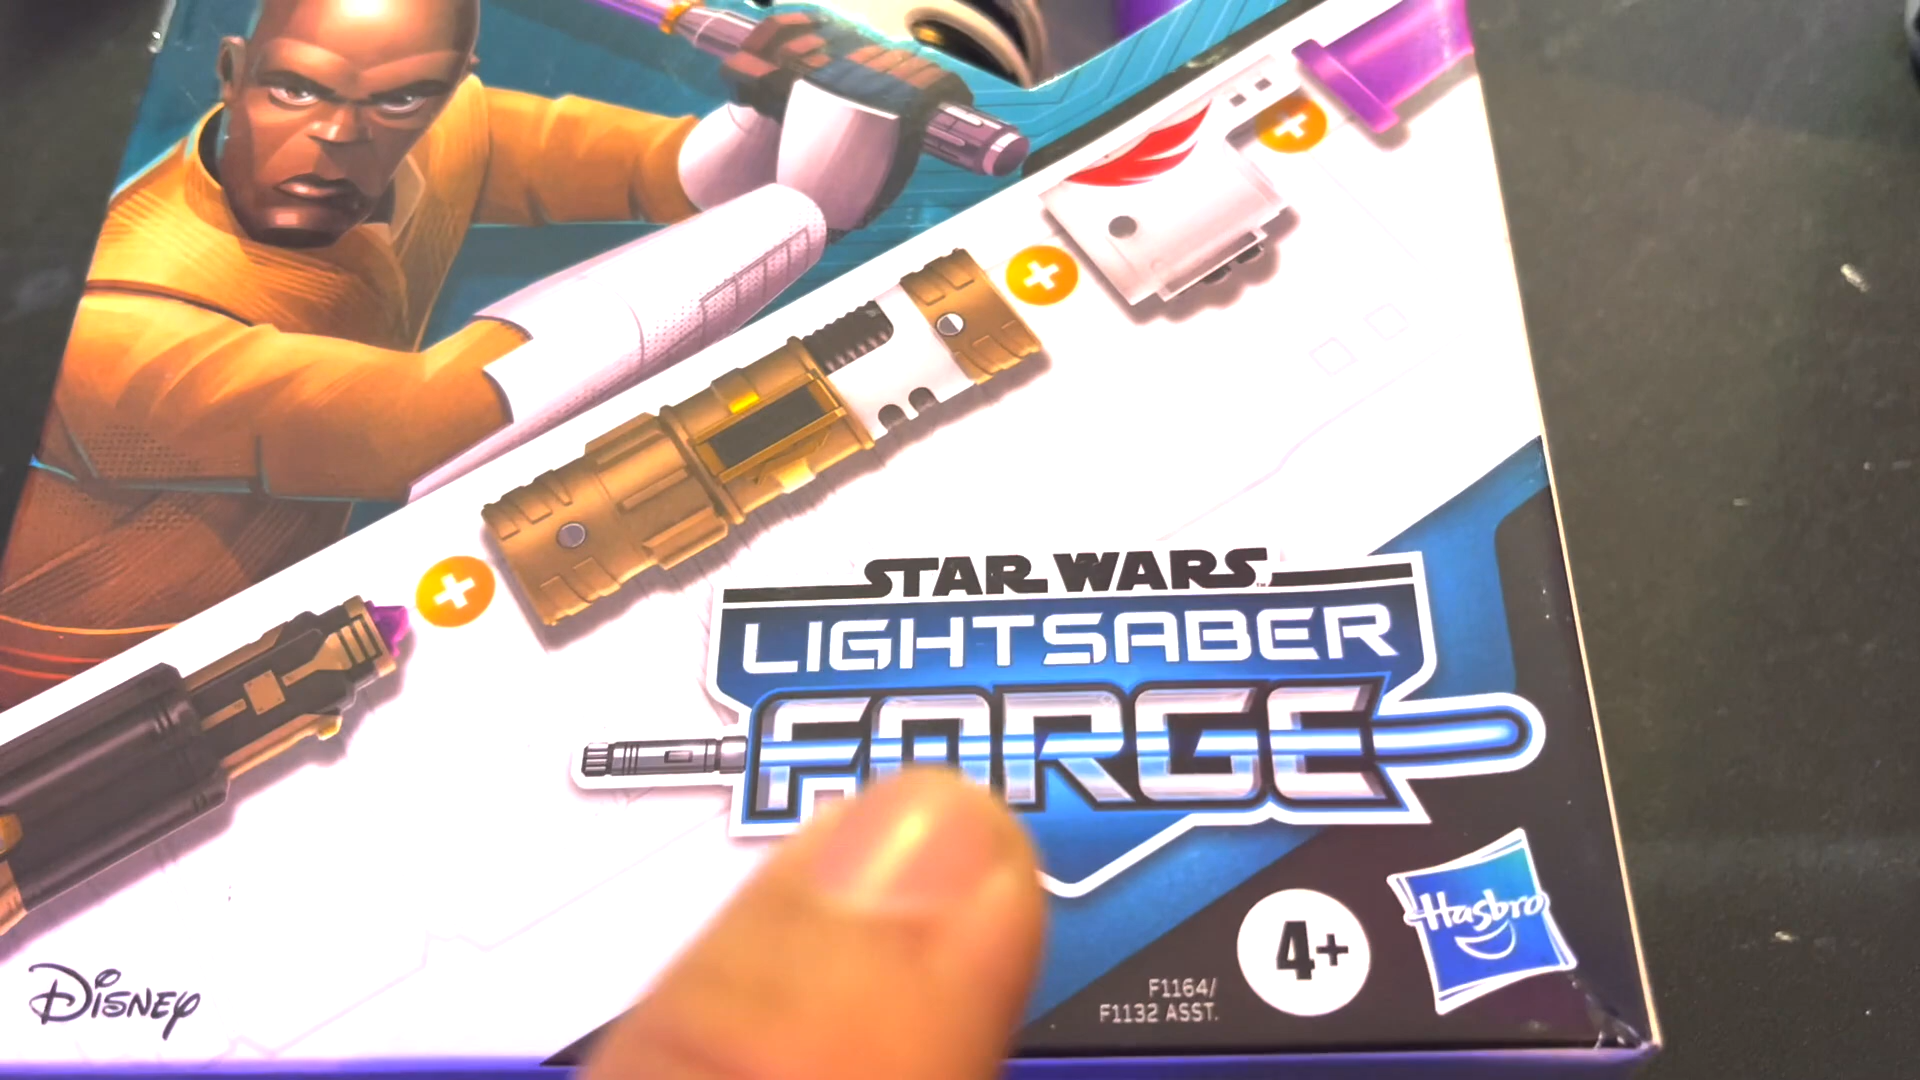 STAR WARS
LIGHTSABER
FORGE
Hasbro
4+
F1164/
F1132 ASST.
Disney